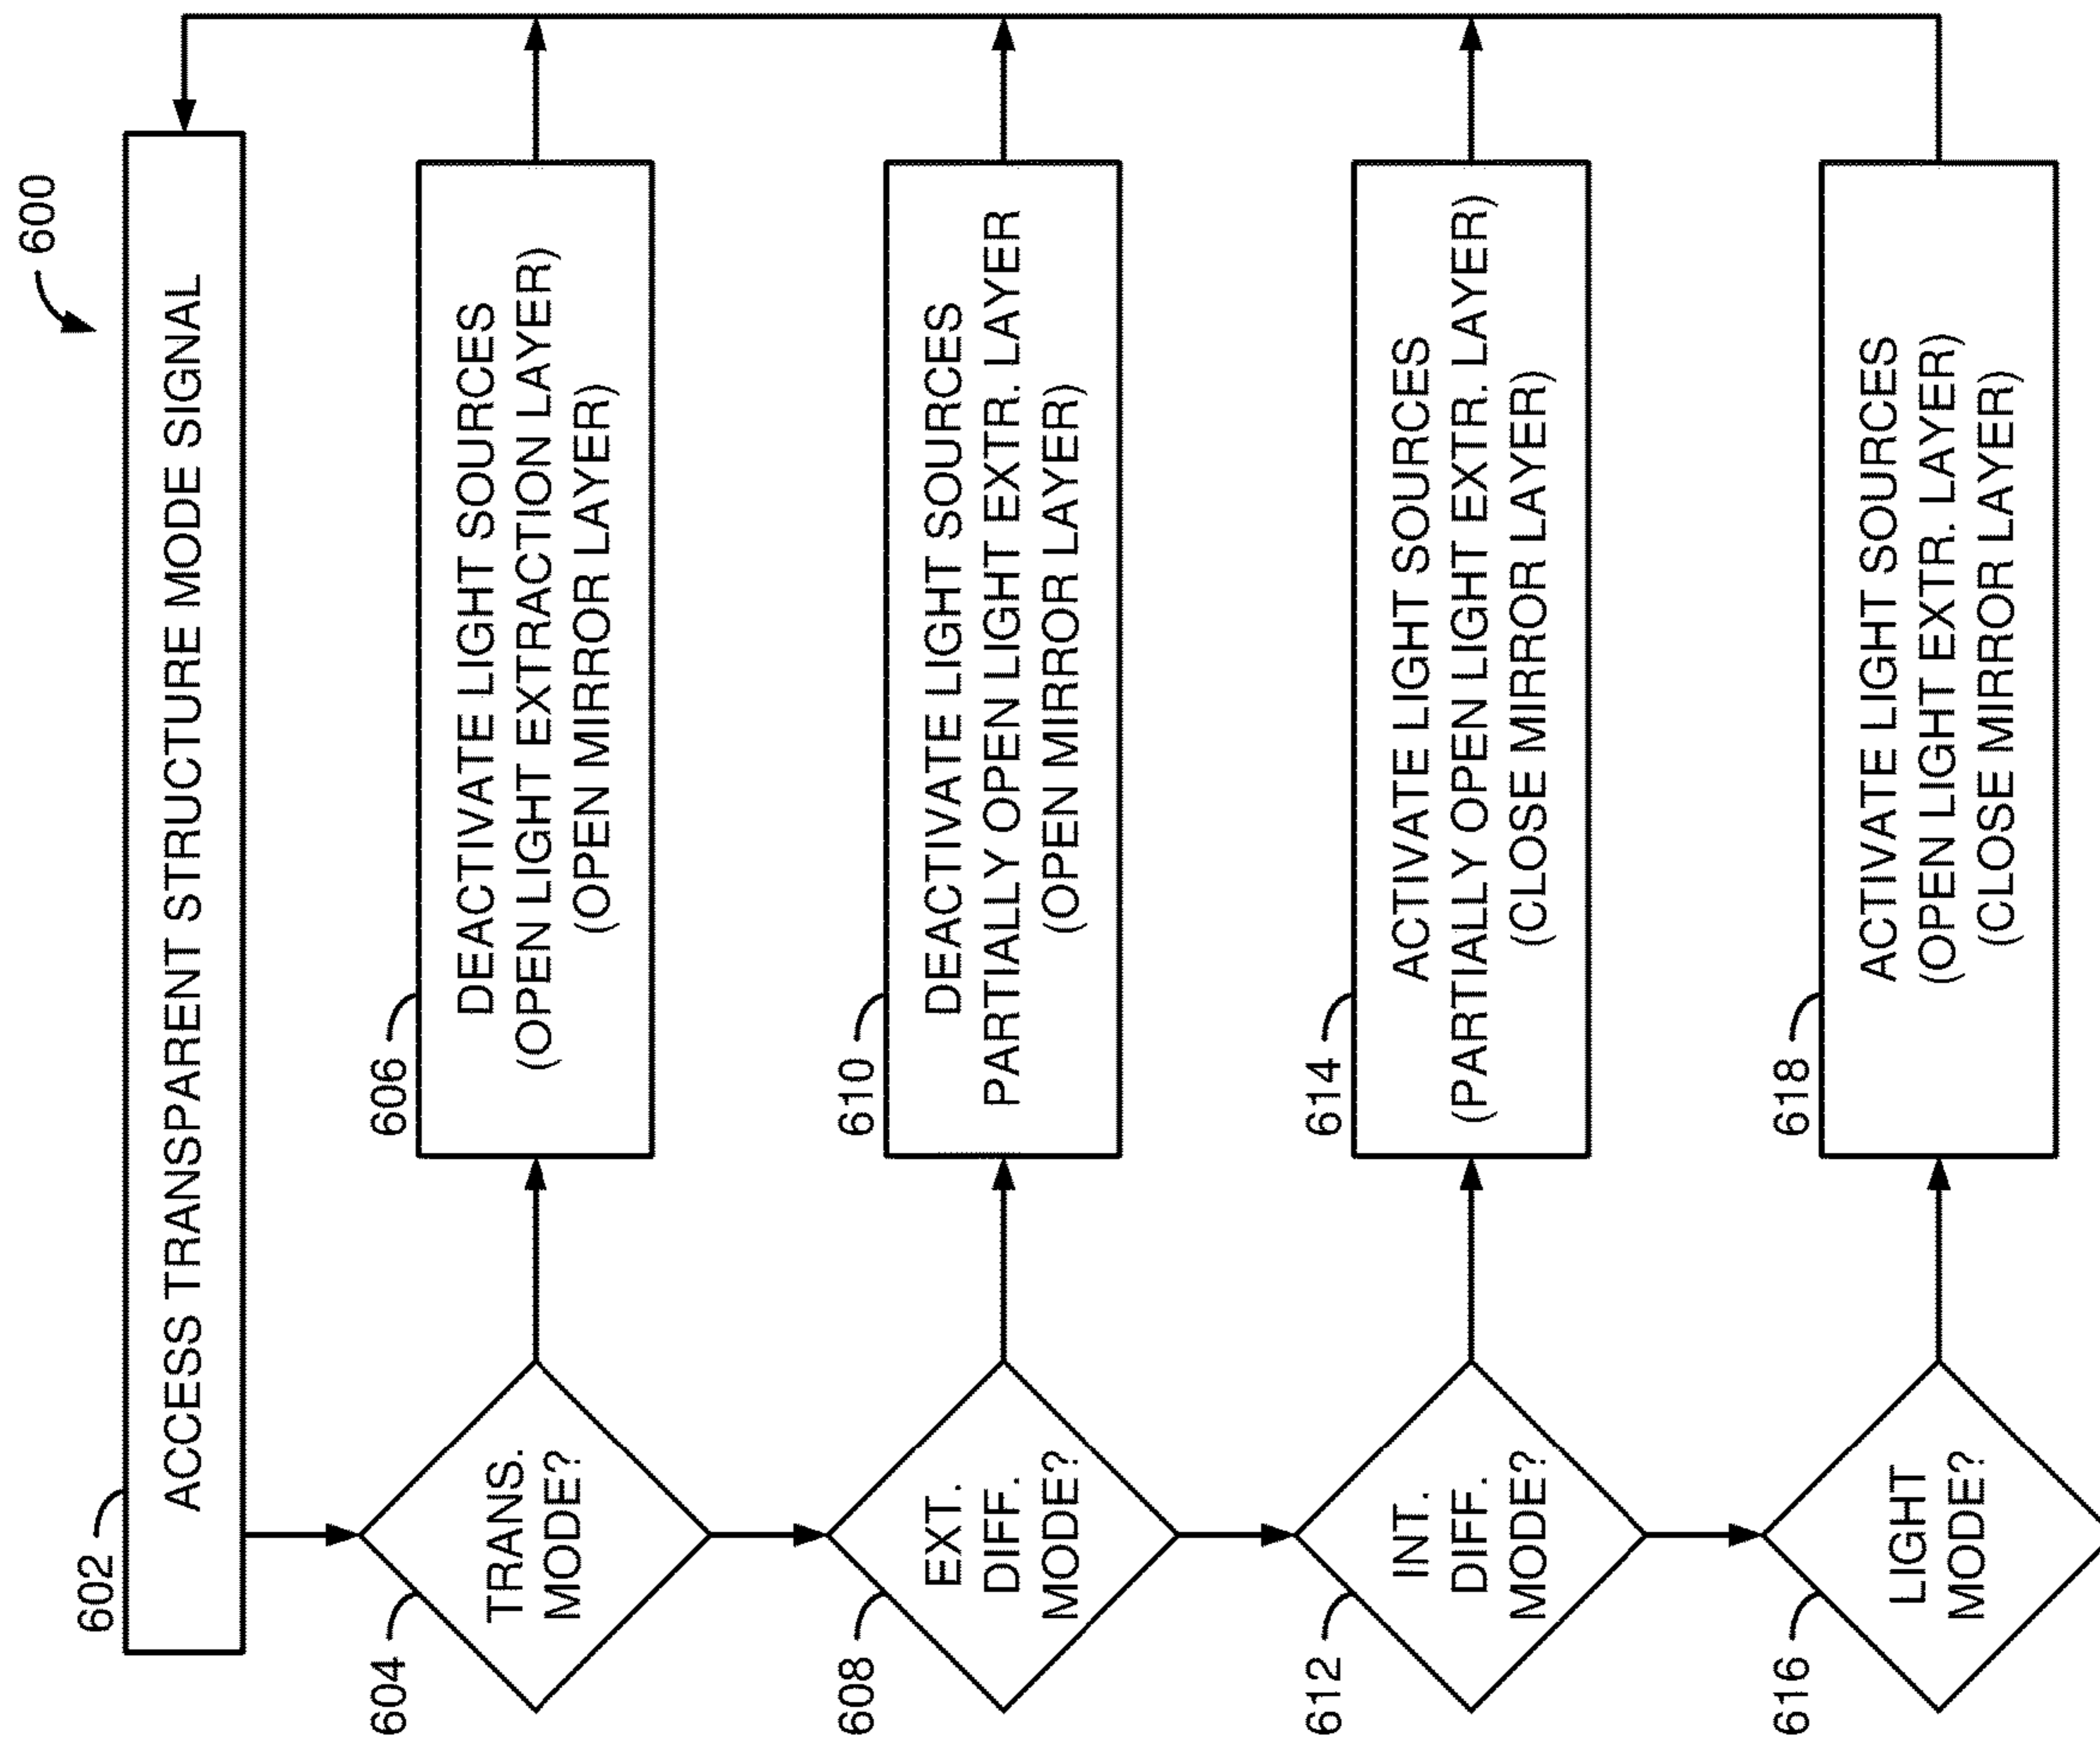 600
602
ACCESS TRANSPARENT STRUCTURE MODE SIGNAL
604
TRANS.
MODE?
606
DEACTIVATE LIGHT SOURCES
(OPEN LIGHT EXTRACTION LAYER)
(OPEN MIRROR LAYER)
608
EXT.
DIFF.
MODE?
610
DEACTIVATE LIGHT SOURCES
PARTIALLY OPEN LIGHT EXTR. LAYER
(OPEN MIRROR LAYER)
612
INT.
DIFF.
MODE?
614
ACTIVATE LIGHT SOURCES
(PARTIALLY OPEN LIGHT EXTR. LAYER)
(CLOSE MIRROR LAYER)
616
LIGHT
MODE?
618
ACTIVATE LIGHT SOURCES
(OPEN LIGHT EXTR. LAYER)
(CLOSE MIRROR LAYER)